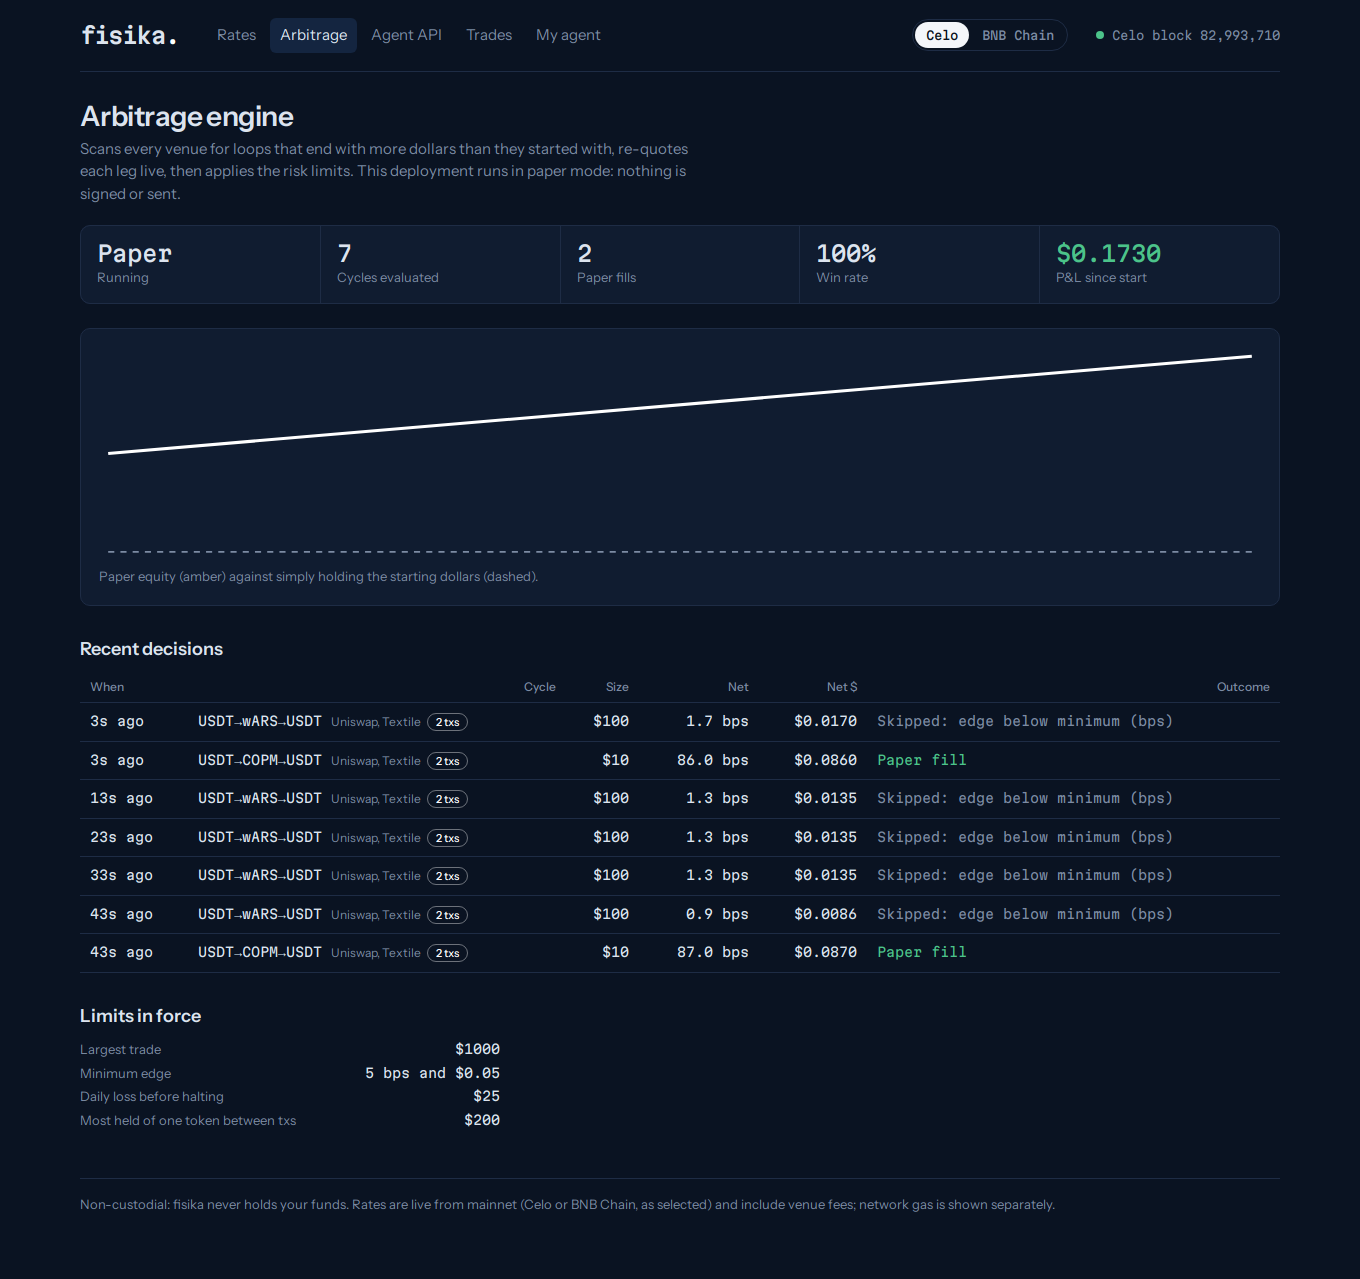 fisika. Rates Arbitrage Agent API Trades My agent Celo BNB Chain Celo block 82,993,710
Arbitrage engine
Scans every venue for loops that end with more dollars than they started with, re-quotes
each leg live, then applies the risk limits. This deployment runs in paper mode: nothing is
signed or sent.
Paper 7 2 100% $0.1730
Running Cycles evaluated Paper fills Win rate P&L since start
Paper equity (amber) against simply holding the starting dollars (dashed).
Recent decisions
When Cycle Size Net Net $ Outcome
3s ago USDT→wARS→USDT Uniswap, Textile 2 txs $100 1.7 bps $0.0170 Skipped: edge below minimum (bps)
3s ago USDT→COPM→USDT Uniswap, Textile 2 txs $10 86.0 bps $0.0860 Paper fill
13s ago USDT→wARS→USDT Uniswap, Textile 2 txs $100 1.3 bps $0.0135 Skipped: edge below minimum (bps)
23s ago USDT→wARS→USDT Uniswap, Textile 2 txs $100 1.3 bps $0.0135 Skipped: edge below minimum (bps)
33s ago USDT→wARS→USDT Uniswap, Textile 2 txs $100 1.3 bps $0.0135 Skipped: edge below minimum (bps)
43s ago USDT→wARS→USDT Uniswap, Textile 2 txs $100 0.9 bps $0.0086 Skipped: edge below minimum (bps)
43s ago USDT→COPM→USDT Uniswap, Textile 2 txs $10 87.0 bps $0.0870 Paper fill
Limits in force
Largest trade $1000
Minimum edge 5 bps and $0.05
Daily loss before halting $25
Most held of one token between txs $200
Non-custodial: fisika never holds your funds. Rates are live from mainnet (Celo or BNB Chain, as selected) and include venue fees; network gas is shown separately.